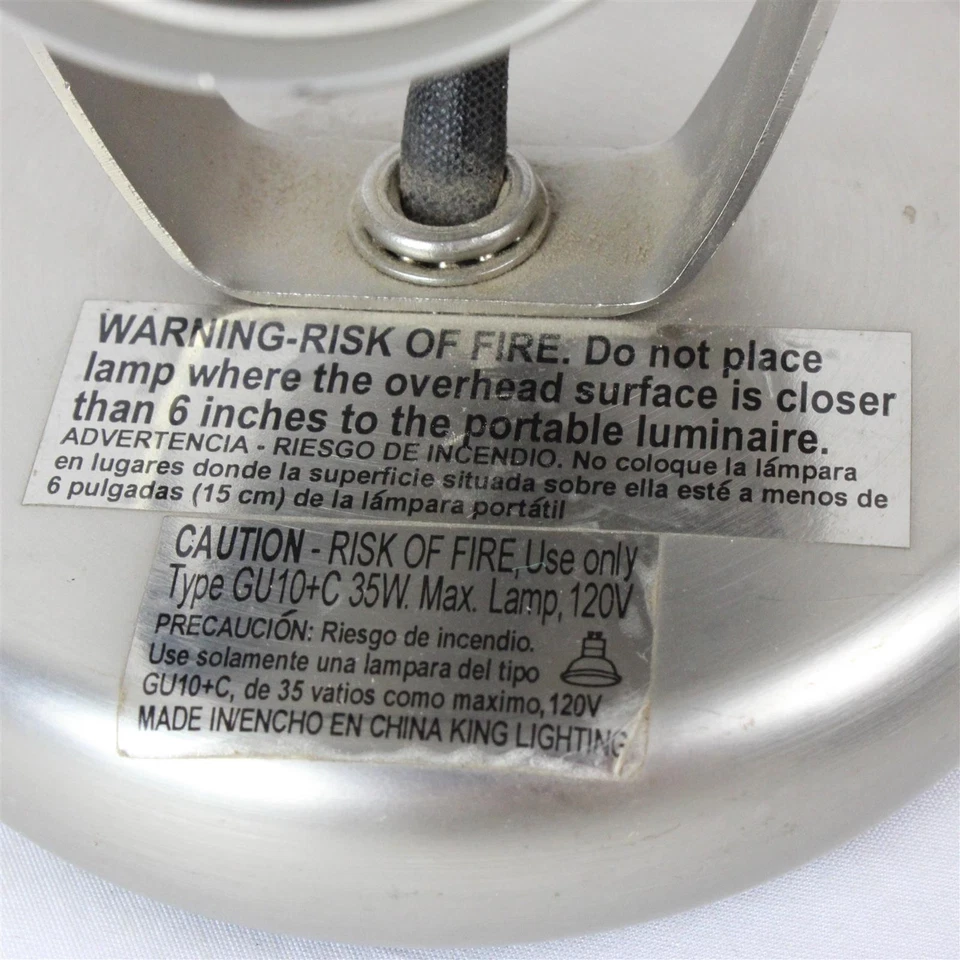 WARNING-RISK OF FIRE. Do not place
lamp where the overhead surface is closer
than 6 inches to the portable luminaire.
ADVERTENCIA - RIESGO DE INCENDIO. No coloque la lámpara
en lugares donde la superficie situada sobre ella esté a menos de
6 pulgadas (15 cm) de la lámpara portátil
CAUTION - RISK OF FIRE, Use only
Type GU10+C 35W. Max. Lamp, 120V
PRECAUCIÓN: Riesgo de incendio.
Use solamente una lampara del tipo
GU10+C, de 35 vatios como maximo, 120V
MADE IN/ENCHO EN CHINA KING LIGHTING